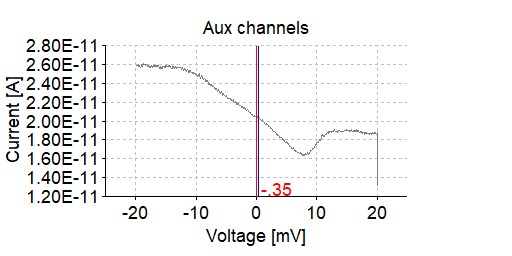 Aux channels
2.80E-11
2.60E-11
2.40E-11
2.20E-11
2.00E-11
1.80E-11
1.60E-11
1.40E-11
1.20E-11
Current [A]
-.35
-20 -10 0 10 20
Voltage [mV]